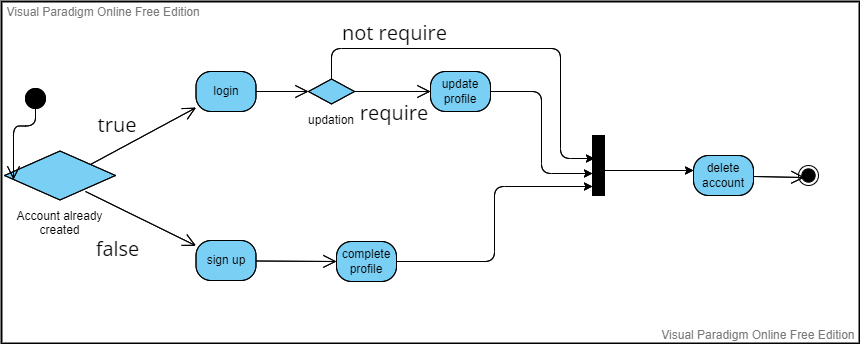 Visual Paradigm Online Free Edition
not require
login
update
profile
updation
require
true
delete
account
Account already
created
false
sign up
complete
profile
Visual Paradigm Online Free Edition